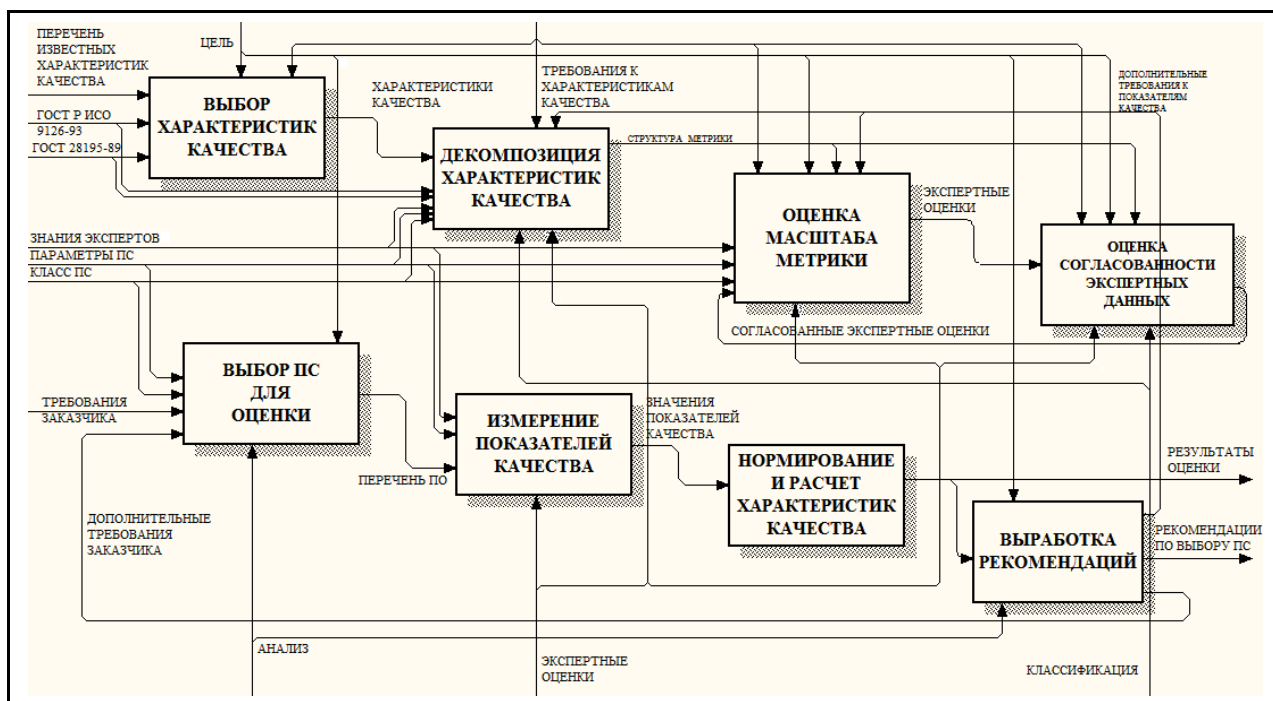 ПЕРЕЧЕНЬ
ИЗВЕСТНЫХ
ХАРАКТЕРИСТИК
КАЧЕСТВА
ЦЕЛЬ
ГОСТ Р ИСО
9126-93
ГОСТ 28195-89
ВЫБОР
ХАРАКТЕРИСТИК
КАЧЕСТВА
ХАРАКТЕРИСТИКИ
КАЧЕСТВА
ТРЕБОВАНИЯ К
ХАРАКТЕРИСТИКАМ
КАЧЕСТВА
ДЕКОМПОЗИЦИЯ
ХАРАКТЕРИСТИК
КАЧЕСТВА
СТРУКТУРА МЕТРИКИ
ДОПОЛНИТЕЛЬНЫЕ
ТРЕБОВАНИЯ К
ПОКАЗАТЕЛЯМ
КАЧЕСТВА
ОЦЕНКА
МАСШТАБА
МЕТРИКИ
ЭКСПЕРТНЫЕ
ОЦЕНКИ
ОЦЕНКА
СОГЛАСОВАННОСТИ
ЭКСПЕРТНЫХ
ДАННЫХ
ЗНАНИЯ ЭКСПЕРТОВ
ПАРАМЕТРЫ ПС
КЛАСС ПС
СОГЛАСОВАННЫЕ ЭКСПЕРТНЫЕ ОЦЕНКИ
ВЫБОР ПС
ДЛЯ
ОЦЕНКИ
ТРЕБОВАНИЯ
ЗАКАЗЧИКА
ПЕРЕЧЕНЬ ПО
ИЗМЕРЕНИЕ
ПОКАЗАТЕЛЕЙ
КАЧЕСТВА
ЗНАЧЕНИЯ
ПОКАЗАТЕЛЕЙ
КАЧЕСТВА
НОРМИРОВАНИЕ
И РАСЧЕТ
ХАРАКТЕРИСТИК
КАЧЕСТВА
РЕЗУЛЬТАТЫ
ОЦЕНКИ
ВЫРАБОТКА
РЕКОМЕНДАЦИЙ
РЕКОМЕНДАЦИИ
ПО ВЫБОРУ ПС
ДОПОЛНИТЕЛЬНЫЕ
ТРЕБОВАНИЯ
ЗАКАЗЧИКА
АНАЛИЗ
ЭКСПЕРТНЫЕ
ОЦЕНКИ
КЛАССИФИКАЦИЯ